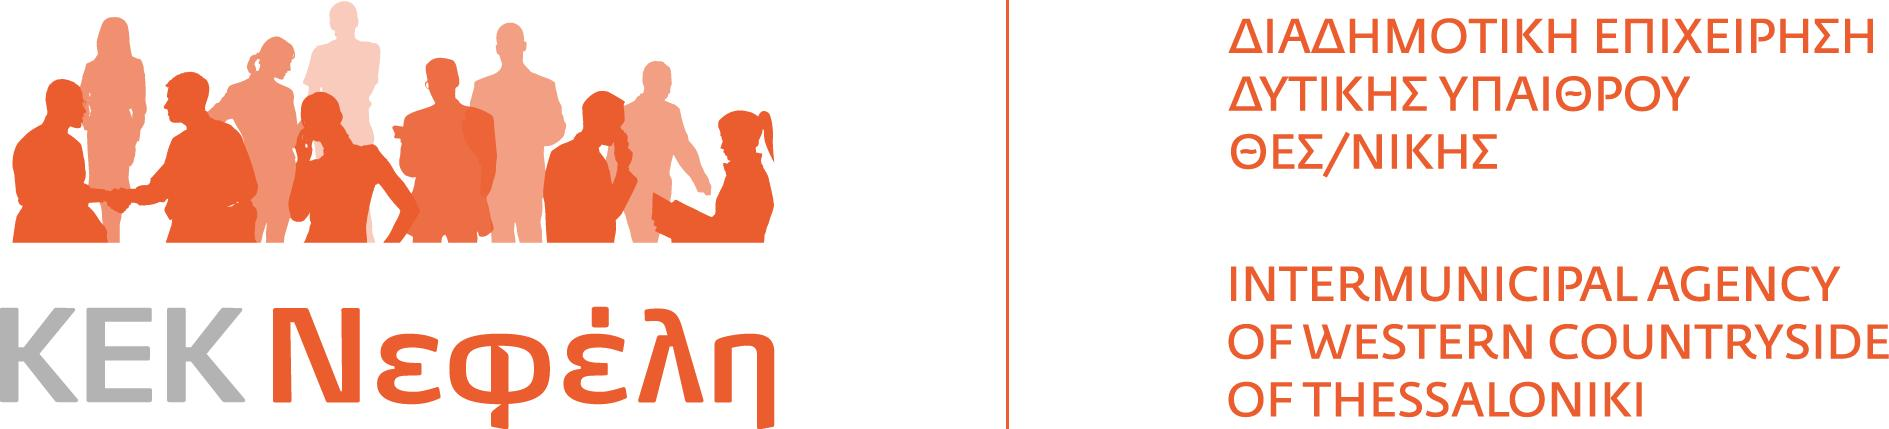 ΚΕΚ Νεφέλη
ΔΙΑΔΗΜΟΤΙΚΗ ΕΠΙΧΕΙΡΗΣΗ
ΔΥΤΙΚΗΣ ΥΠΑΙΘΡΟΥ
ΘΕΣ/ΝΙΚΗΣ
INTERMUNICIPAL AGENCY
OF WESTERN COUNTRYSIDE
OF THESSALONIKI